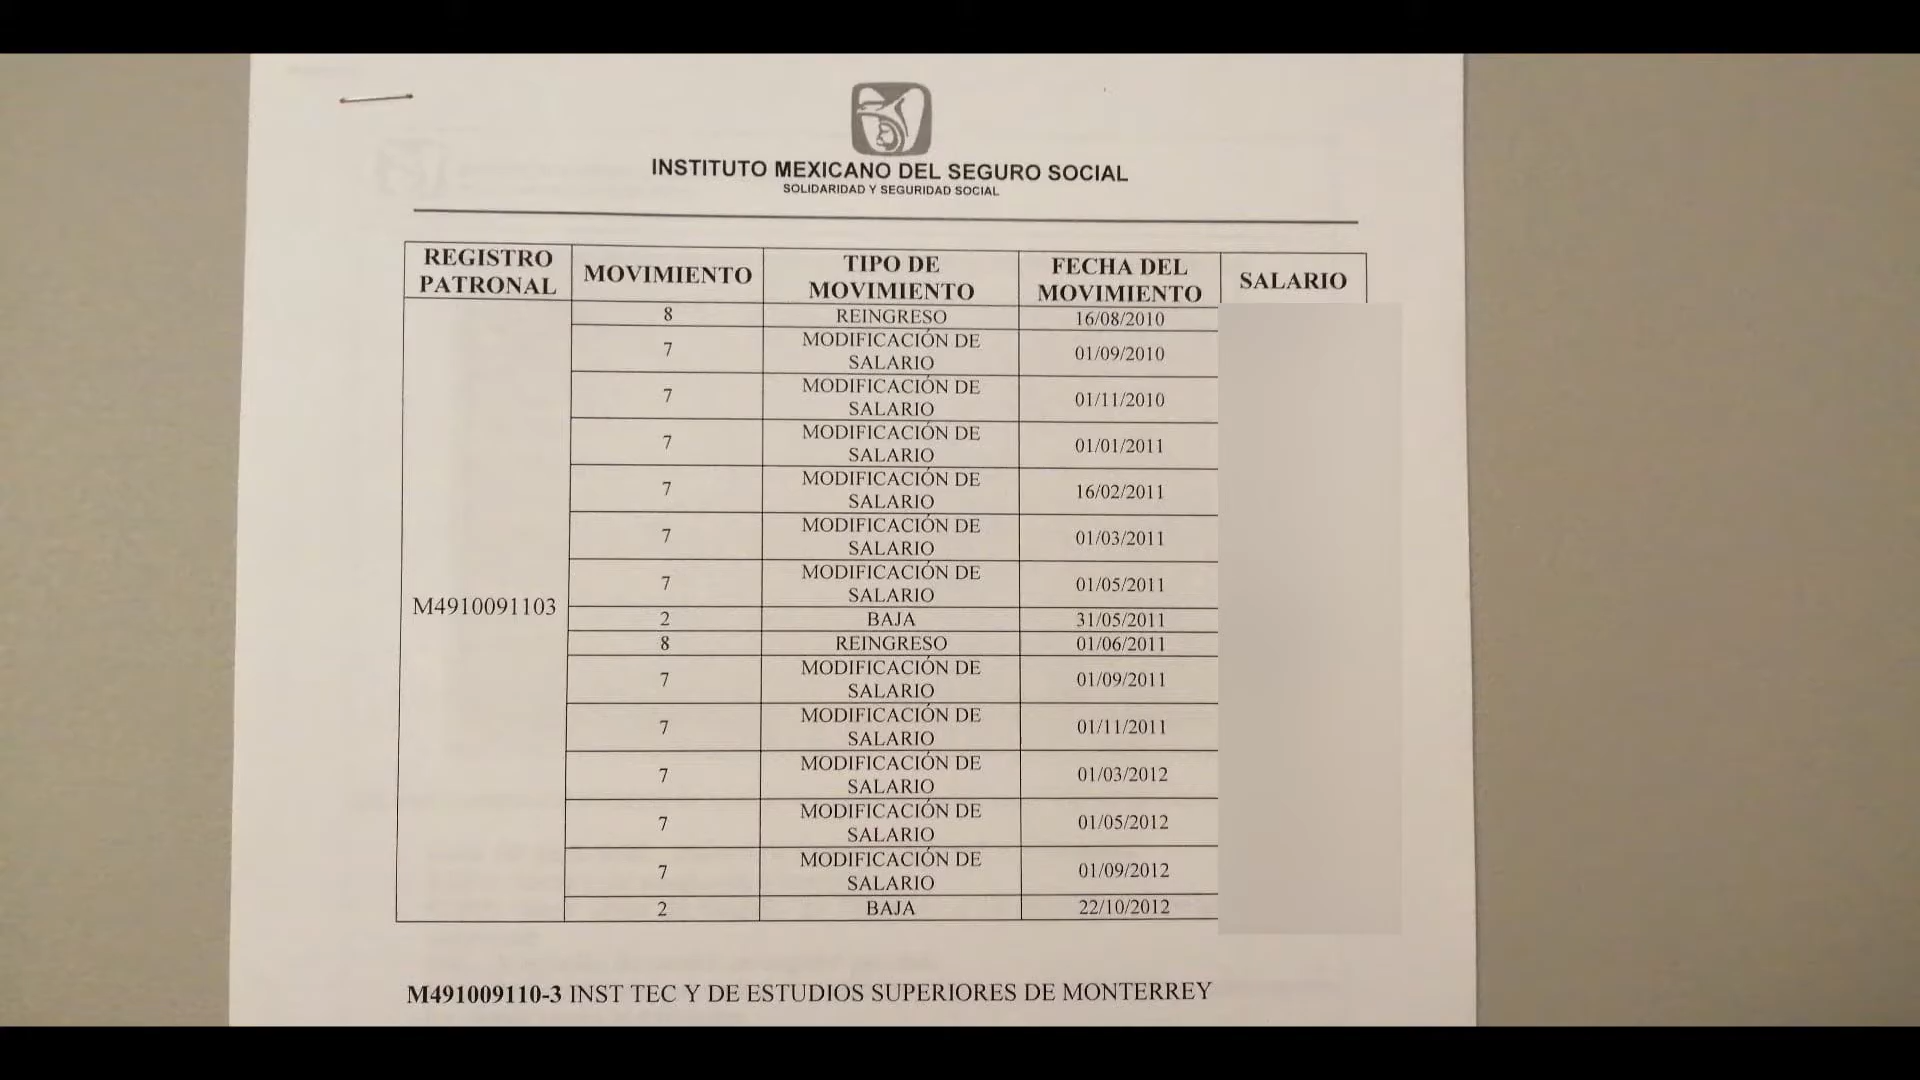 INSTITUTO MEXICANO DEL SEGURO SOCIAL
SOLIDARIDAD Y SEGURIDAD SOCIAL
REGISTRO PATRONAL MOVIMIENTO TIPO DE MOVIMIENTO FECHA DEL MOVIMIENTO SALARIO
M4910091103
8 REINGRESO 16/08/2010
7 MODIFICACIÓN DE SALARIO 01/09/2010
7 MODIFICACIÓN DE SALARIO 01/11/2010
7 MODIFICACIÓN DE SALARIO 01/01/2011
7 MODIFICACIÓN DE SALARIO 16/02/2011
7 MODIFICACIÓN DE SALARIO 01/03/2011
7 MODIFICACIÓN DE SALARIO 01/05/2011
2 BAJA 31/05/2011
8 REINGRESO 01/06/2011
7 MODIFICACIÓN DE SALARIO 01/09/2011
7 MODIFICACIÓN DE SALARIO 01/11/2011
7 MODIFICACIÓN DE SALARIO 01/03/2012
7 MODIFICACIÓN DE SALARIO 01/05/2012
7 MODIFICACIÓN DE SALARIO 01/09/2012
2 BAJA 22/10/2012
M491009110-3 INST TEC Y DE ESTUDIOS SUPERIORES DE MONTERREY